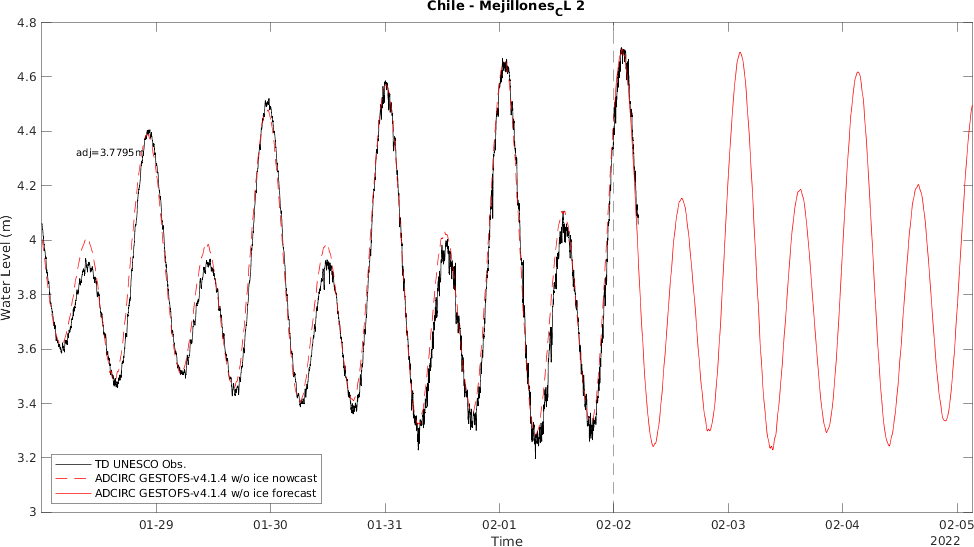 Chile - Mejillones_CL 2
4.8
4.6
4.4
4.2
4
3.8
3.6
3.4
3.2
3
Water Level (m)
adj=3.7795m
TD UNESCO Obs.
ADCIRC GESTOFS-v4.1.4 w/o ice nowcast
ADCIRC GESTOFS-v4.1.4 w/o ice forecast
01-29 01-30 01-31 02-01 02-02 02-03 02-04 02-05
Time
2022